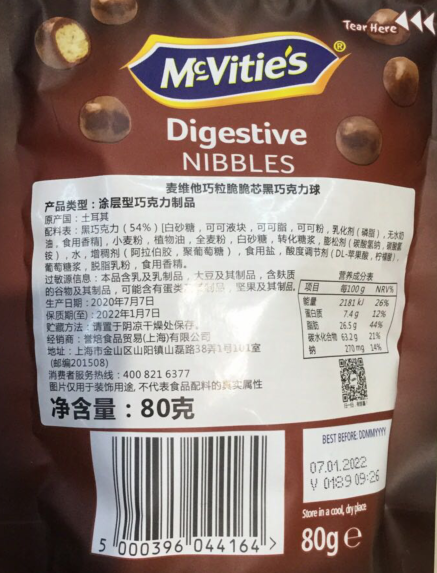 Tear Here
McVitie's®
Digestive
NIBBLES
麦维他巧粒脆脆芯黑巧克力球
产品类型：涂层型巧克力制品
原产国：土耳其
配料表：黑巧克力（54%）[白砂糖，可可液块，可可脂，可可粉，乳化剂（磷脂），无水奶
油，食用香精]，小麦粉，植物油，全麦粉，白砂糖，转化糖浆，膨松剂（碳酸氢钠，碳酸氢
铵），水，增稠剂（阿拉伯胶，聚葡萄糖），食用盐，酸度调节剂（DL-苹果酸，柠檬酸），
葡萄糖浆，脱脂乳粉，食用香精。
过敏源信息：本品含乳及乳制品，大豆及其制品，含麸质
的谷物及其制品，可能含有蛋类 制品，坚果及其制品。
生产日期：2020年7月7日
保质期(至)：2022年1月7日
贮藏方法：请置于阴凉干燥处保存。
经销商：誉焙食品贸易(上海)有限公司
地址：上海市金山区山阳镇山磊路38弄1号101室
(邮编201508)
消费者服务热线：400 821 6377
图片仅用于装饰用途，不代表食品配料的真实属性
净含量：80克
营养成分表
项目 每100 g NRV%
能量 2181 kJ 26%
蛋白质 7.4 g 12%
脂肪 26.5 g 44%
碳水化合物 63.2 g 21%
钠 270 mg 14%
BEST BEFORE: DDMMYYYY
07.01.2022
V 0189 09:26
Store in a cool, dry place
80g e
5 000396 044164 >